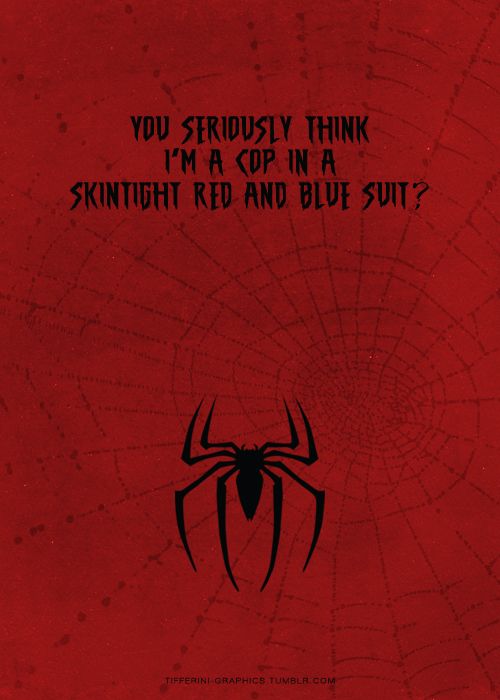 YOU SERIOUSLY THINK
I'M A COP IN A
SKINTIGHT RED AND BLUE SUIT?
TIFFERINI-GRAPHICS.TUMBLR.COM